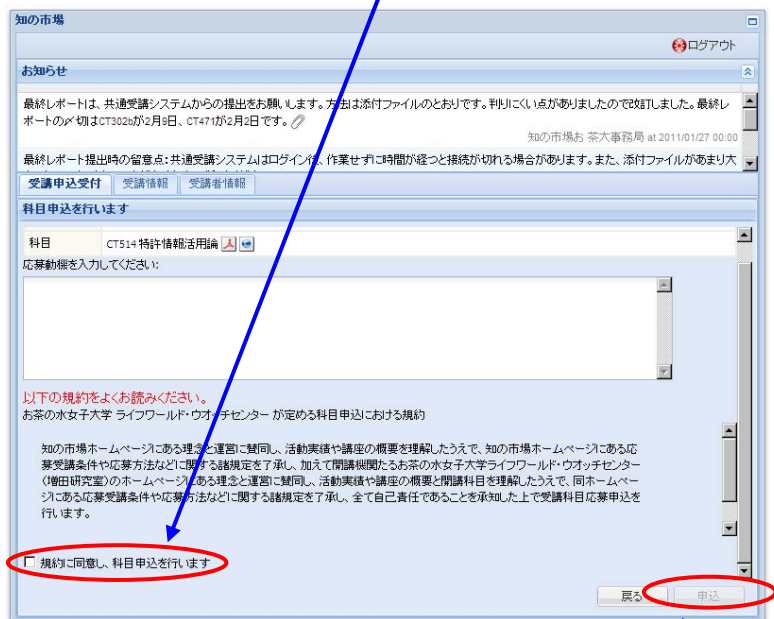 知の市場
ログアウト
お知らせ
最終レポートは、共通受講システムからの提出をお願いします。方法は添付ファイルのとおりです。判りにくい点がありましたので改訂しました。最終レ
ポートの〆切はCT302bが2月9日、CT471が2月2日です。
知の市場お 茶大事務局 at 2011/01/27 00:00
最終レポート提出時の留意点:共通受講システムはログイン後、作業せずに時間が経つと接続が切れる場合があります。また、添付ファイルがあまり大
受講申込受付 受講情報 受講者情報
科目申込を行います
科目 CT514 特許情報活用論
応募動機を入力してください:
以下の規約をよくお読みください。
お茶の水女子大学 ライフワールド・ウオッチセンター が定める科目申込における規約
知の市場ホームページにある理念と運営に賛同し、活動実績や講座の概要を理解したうえで、知の市場ホームページにある応
募受講条件や応募方法などに関する諸規定を了承し、加えて開講機関たるお茶の水女子大学ライフワールド・ウオッチセンター
(増田研究室)のホームページにある理念と運営に賛同し、活動実績や講座の概要と開講科目を理解したうえで、同ホームペー
ジにある応募受講条件や応募方法などに関する諸規定を了承し、全て自己責任であることを承知した上で受講科目応募申込を
行います。
規約に同意し、科目申込を行います
戻る 申込